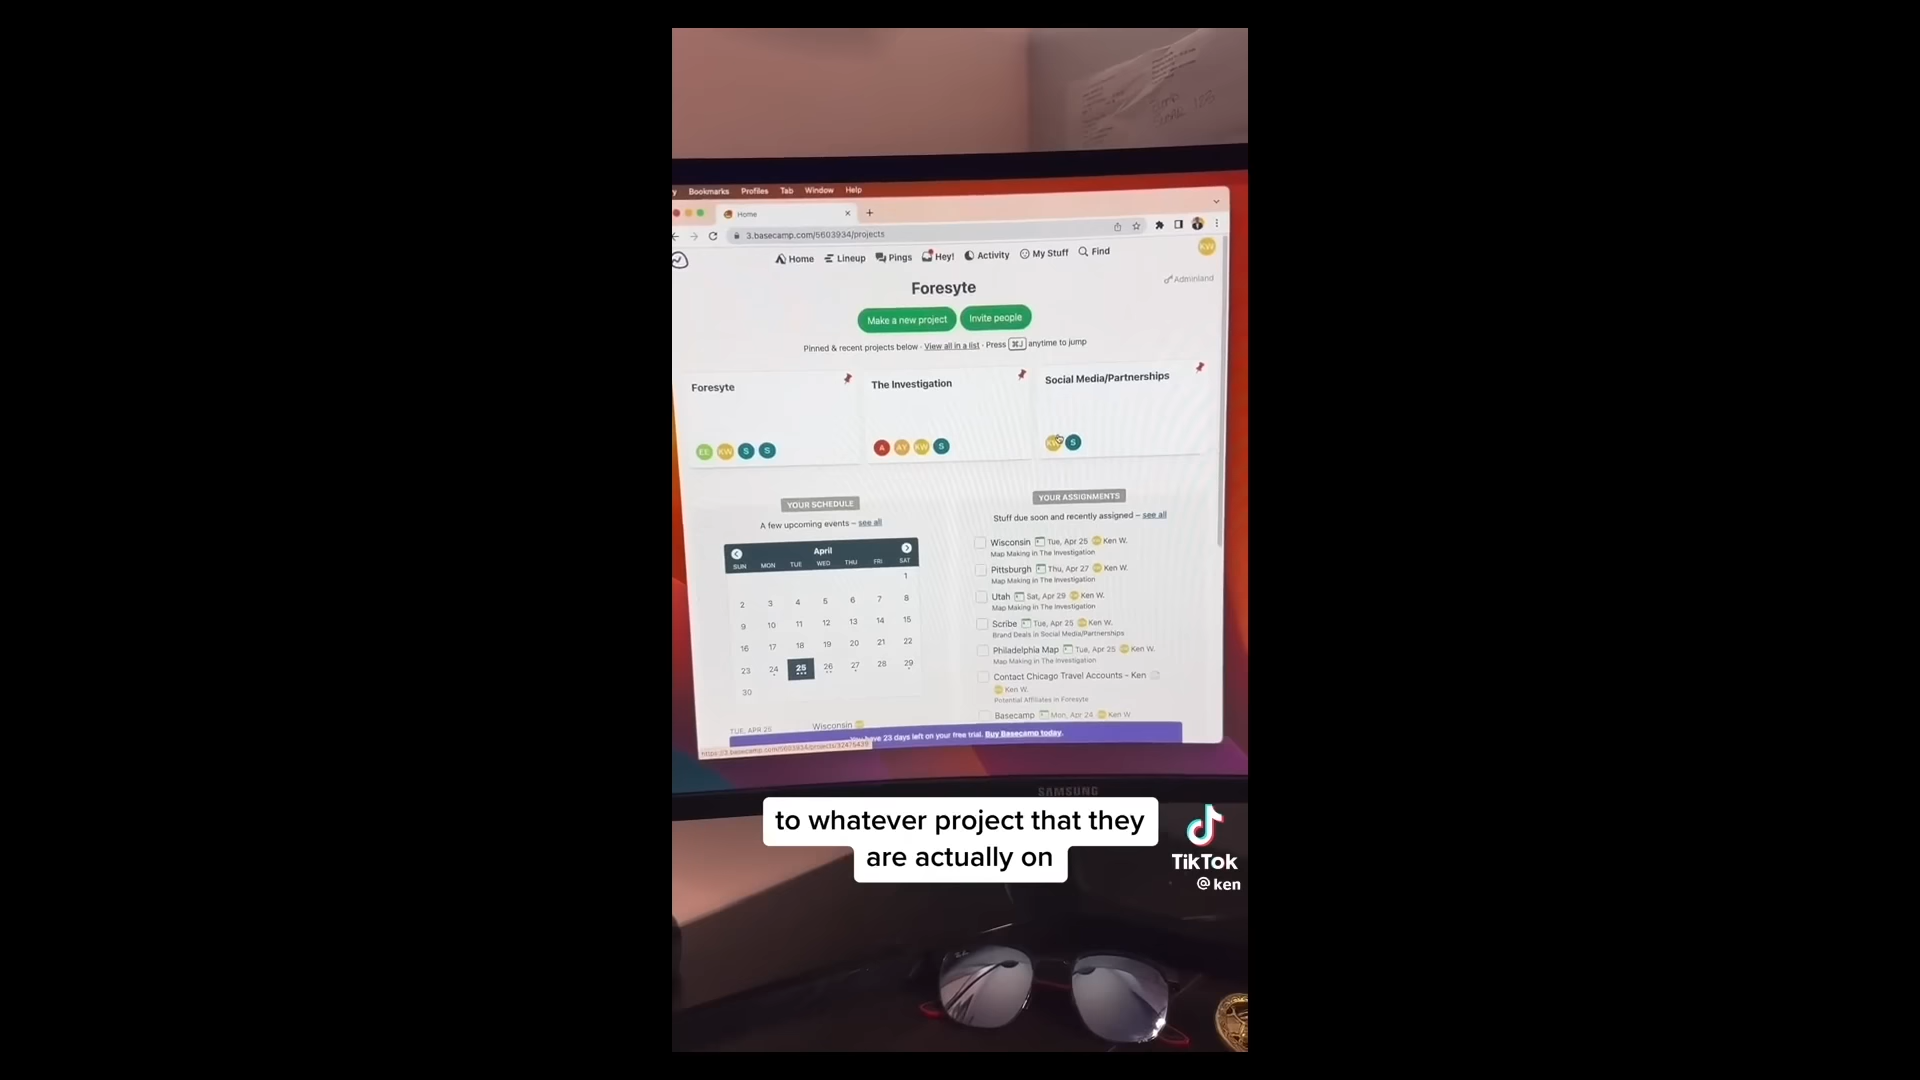 Bookmarks Profiles Tab Window Help
Home
3.basecamp.com/5603934/projects
Home Lineup Pings Hey! Activity My Stuff Find
KW
Adminland
Foresyte
Make a new project Invite people
Pinned & recent projects below · View all in a list · Press ⌘J anytime to jump
Foresyte
EE KW S S
The Investigation
A AY KW S
Social Media/Partnerships
KW S
YOUR SCHEDULE
A few upcoming events – see all
April
SUN MON TUE WED THU FRI SAT
1
2 3 4 5 6 7 8
9 10 11 12 13 14 15
16 17 18 19 20 21 22
23 24 25 26 27 28 29
30
TUE, APR 25 Wisconsin
YOUR ASSIGNMENTS
Stuff due soon and recently assigned – see all
Wisconsin Tue, Apr 25 Ken W.
Map Making in The Investigation
Pittsburgh Thu, Apr 27 Ken W.
Map Making in The Investigation
Utah Sat, Apr 29 Ken W.
Map Making in The Investigation
Scribe Tue, Apr 25 Ken W.
Brand Deals in Social Media/Partnerships
Philadelphia Map Tue, Apr 25 Ken W.
Map Making in The Investigation
Contact Chicago Travel Accounts – Ken
Ken W.
Potential Affiliates in Foresyte
Basecamp Mon, Apr 24 Ken W
have 23 days left on your free trial. Buy Basecamp today.
SAMSUNG
to whatever project that they
are actually on
TikTok
@ken